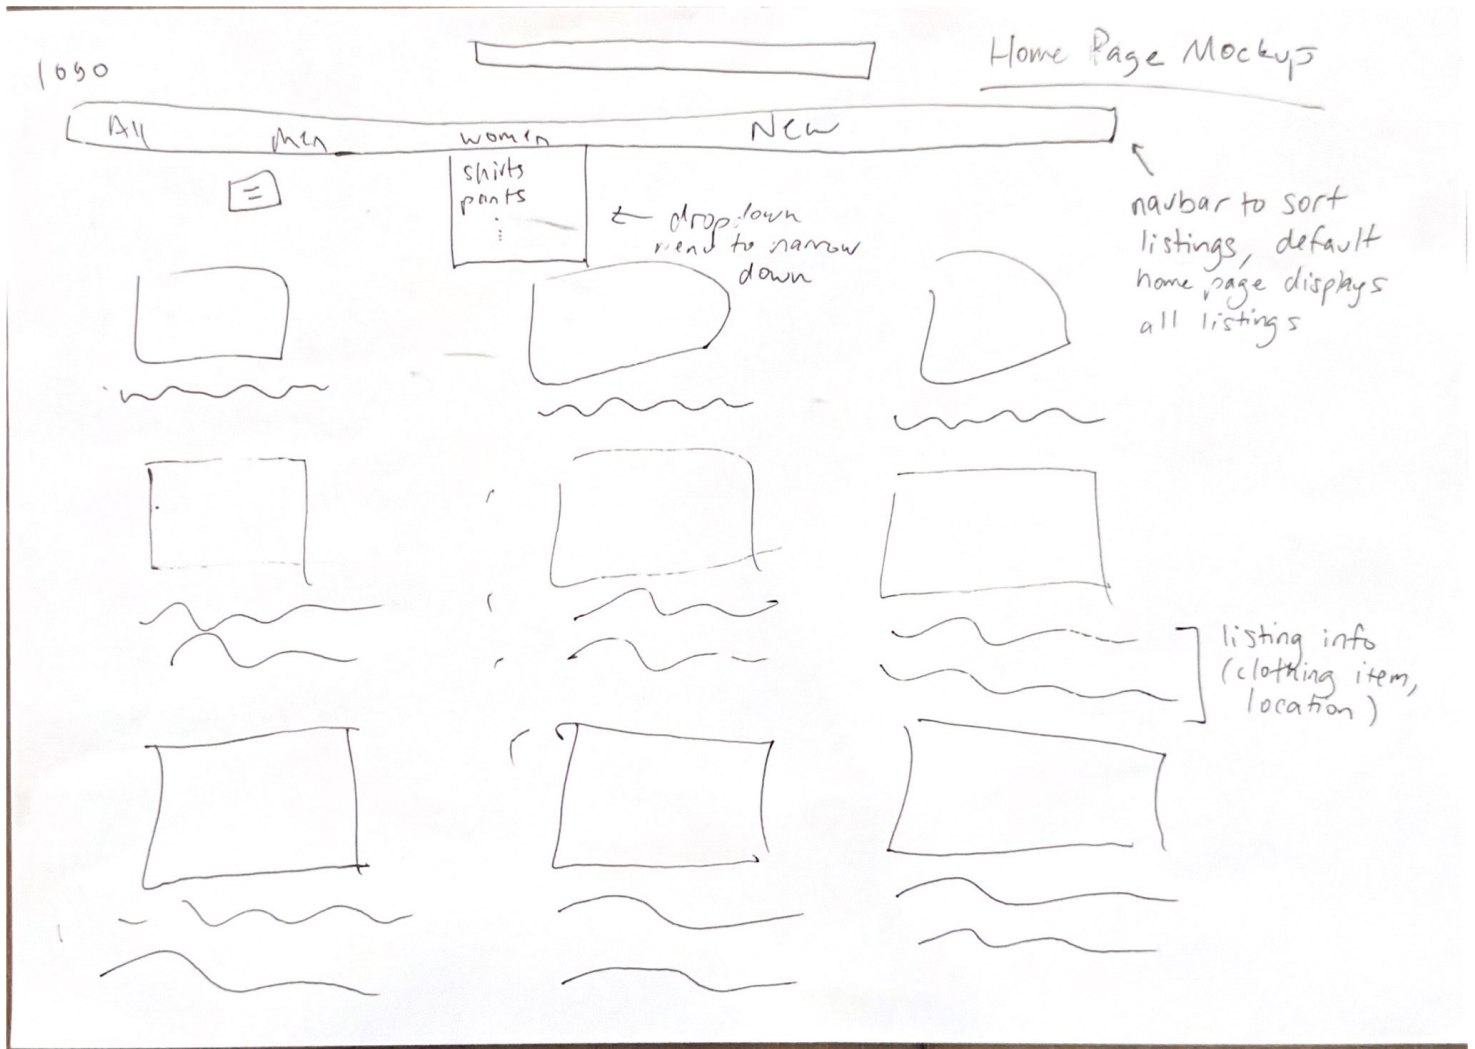 logo
Home Page Mockups
All men women New
shirts
pants
← drop down
menu to narrow
down
navbar to sort
listings, default
home page displays
all listings
listing info
(clothing item,
location)